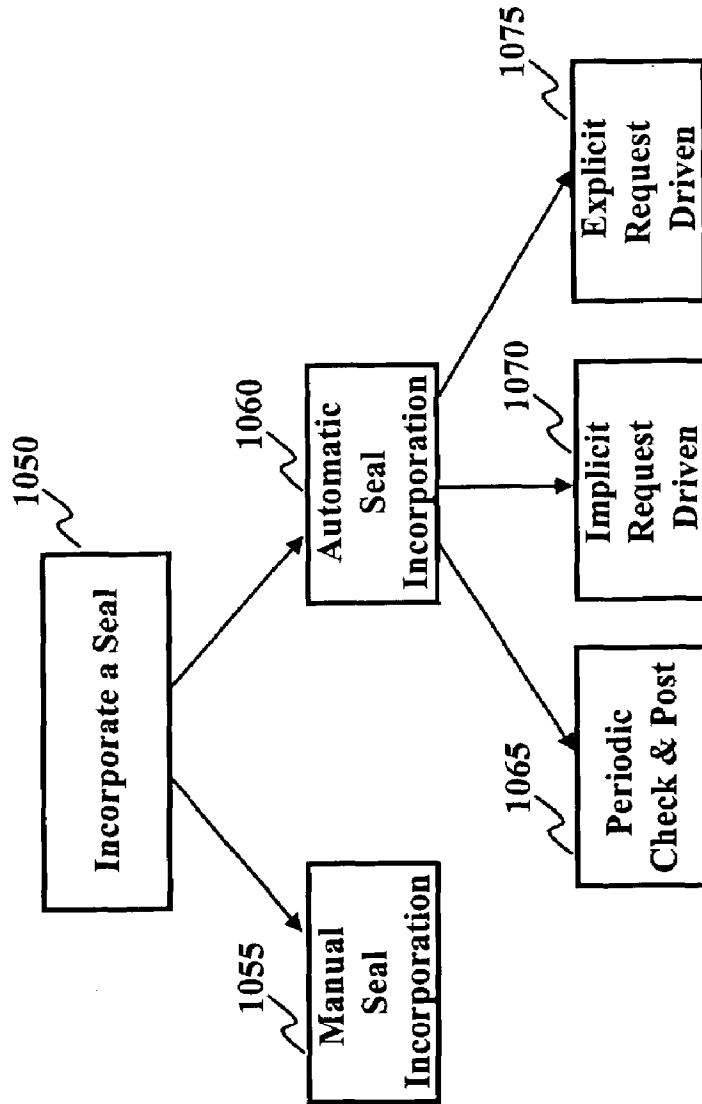 1050
Incorporate a Seal
1055
Manual
Seal
Incorporation
1060
Automatic
Seal
Incorporation
1065
Periodic
Check & Post
1070
Implicit
Request
Driven
1075
Explicit
Request
Driven